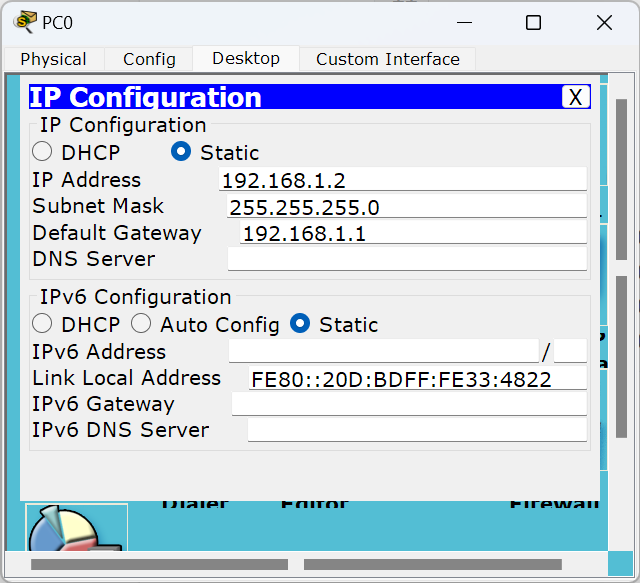 PC0
Physical Config Desktop Custom Interface
IP Configuration X
IP Configuration
DHCP Static
IP Address 192.168.1.2
Subnet Mask 255.255.255.0
Default Gateway 192.168.1.1
DNS Server
IPv6 Configuration
DHCP Auto Config Static
IPv6 Address /
Link Local Address FE80::20D:BDFF:FE33:4822
IPv6 Gateway
IPv6 DNS Server
Dialer Editor Firewall